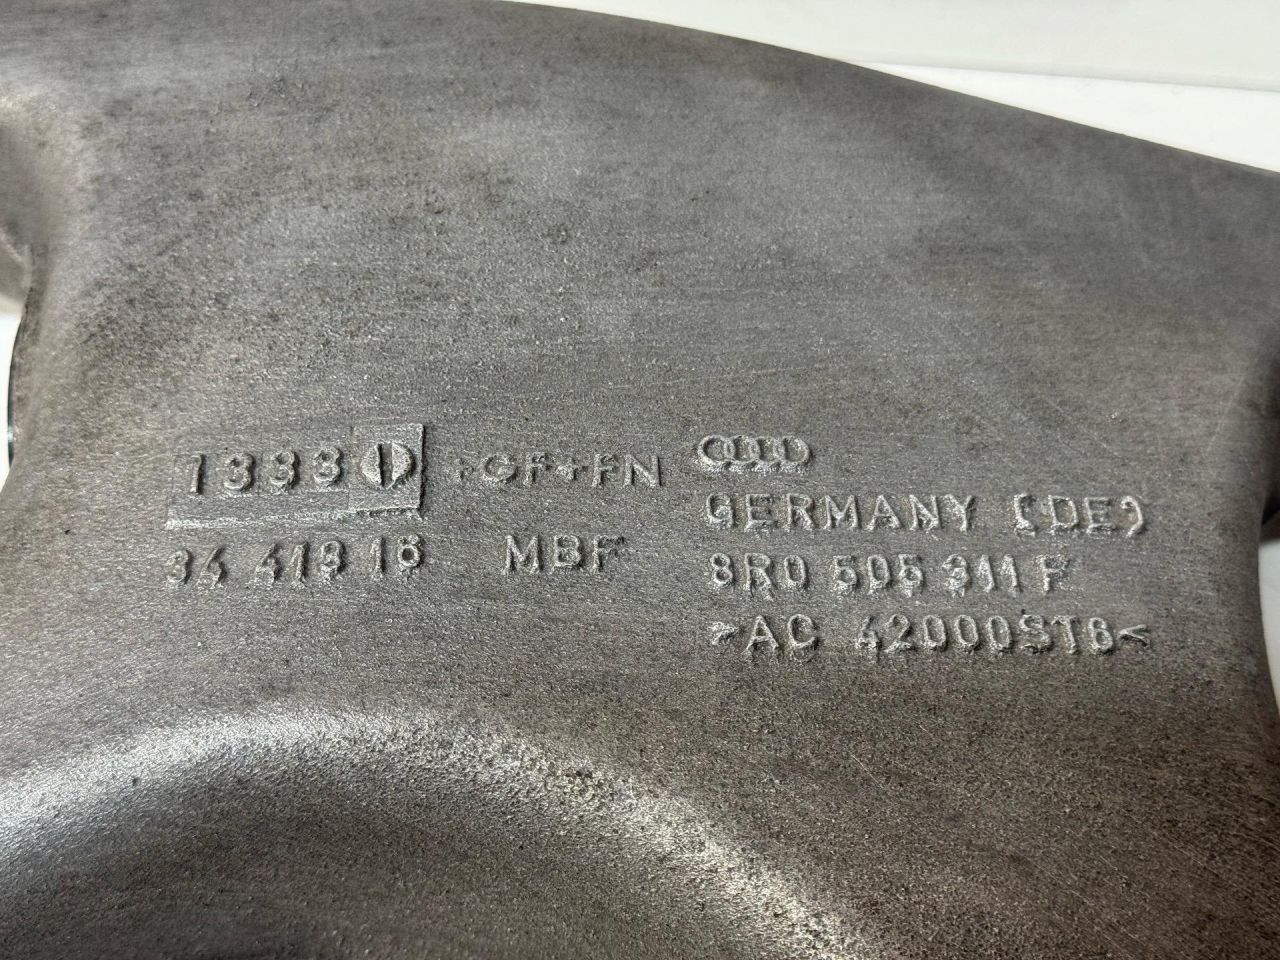 1333
+GF+FN
34 418 16 MBF
GERMANY (DE)
8R0 505 311 F
>AC 42000ST6<